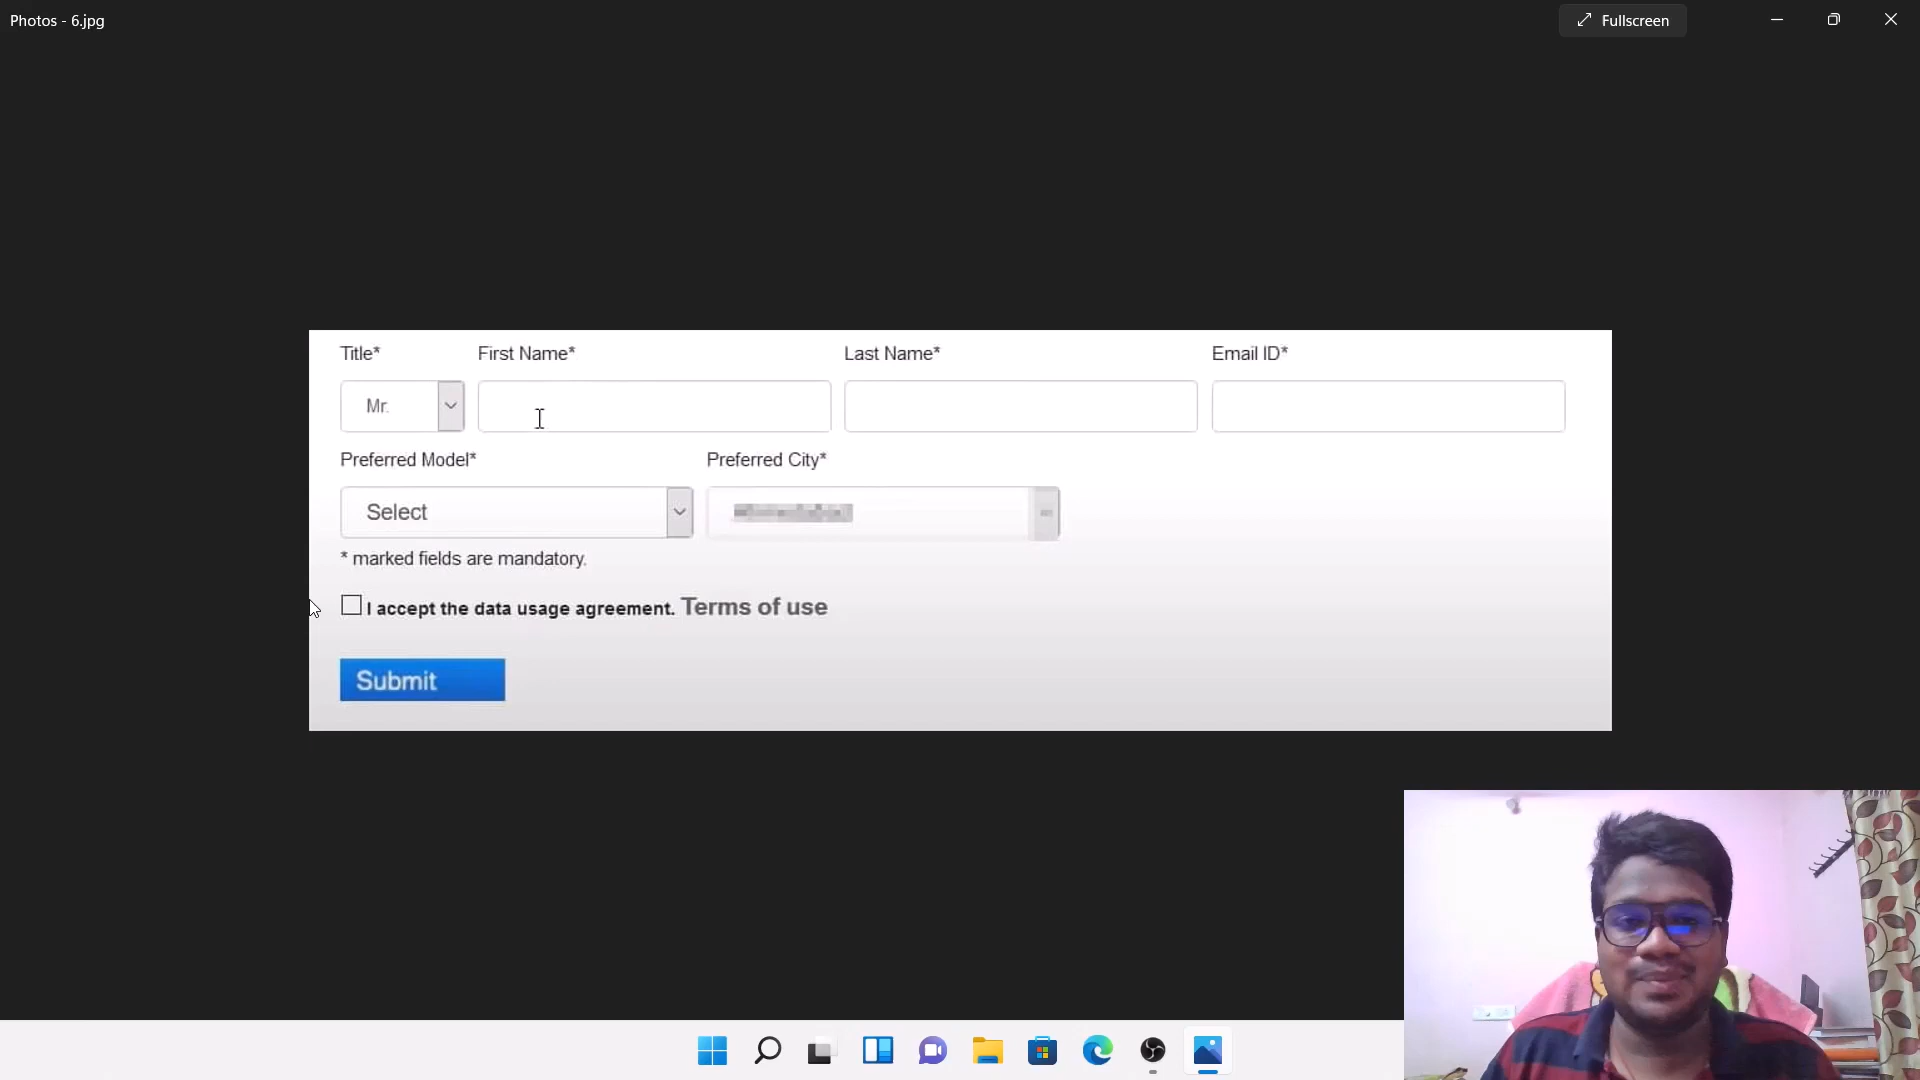 Photos - 6.jpg
Fullscreen
Title* First Name* Last Name* Email ID*
Mr.
Preferred Model* Preferred City*
Select
* marked fields are mandatory.
I accept the data usage agreement. Terms of use
Submit